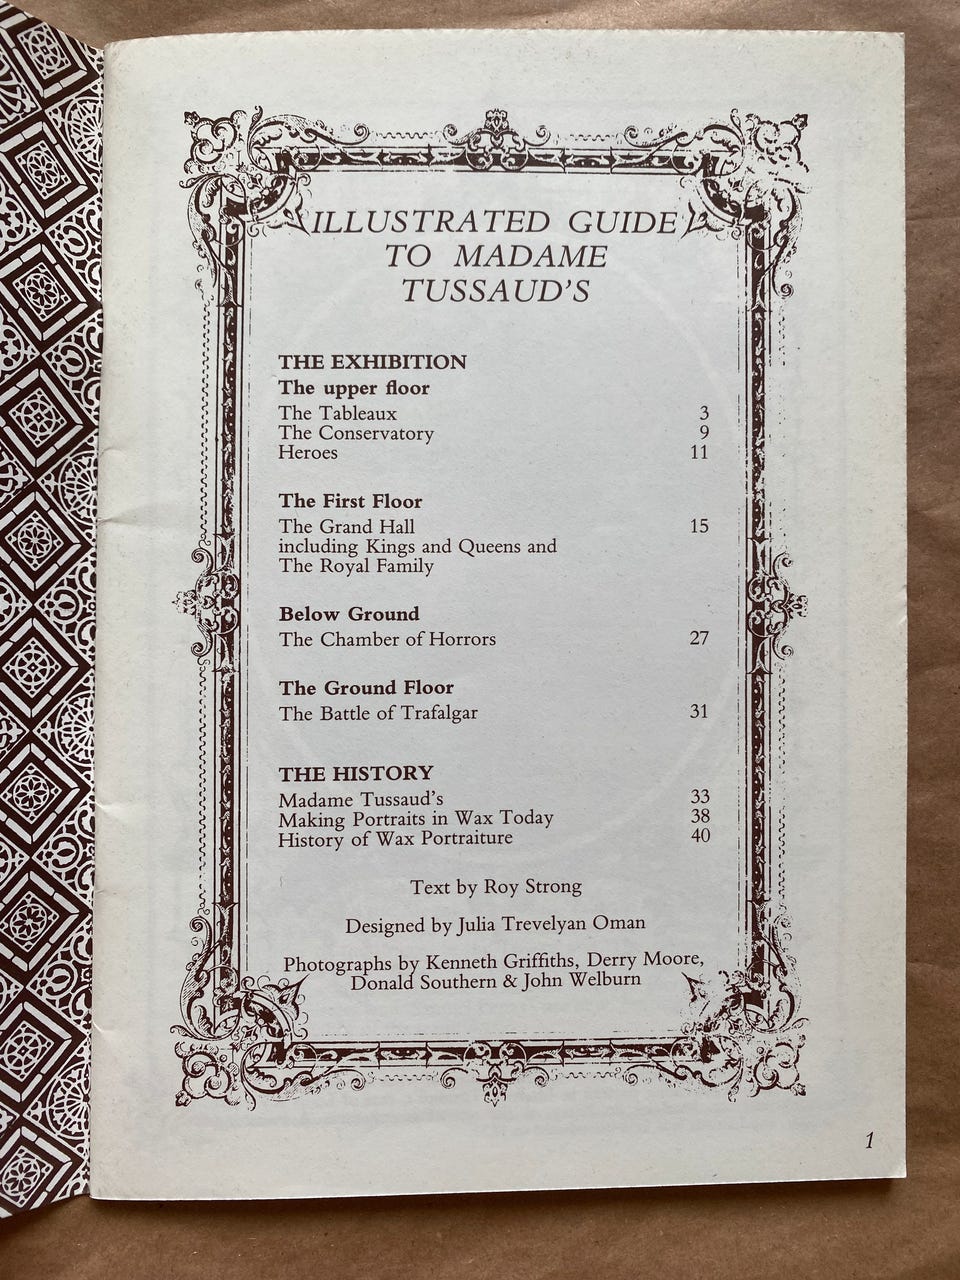 ILLUSTRATED GUIDE
TO MADAME
TUSSAUD'S
THE EXHIBITION
The upper floor
The Tableaux 3
The Conservatory 9
Heroes 11
The First Floor
The Grand Hall 15
including Kings and Queens and
The Royal Family
Below Ground
The Chamber of Horrors 27
The Ground Floor
The Battle of Trafalgar 31
THE HISTORY
Madame Tussaud's 33
Making Portraits in Wax Today 38
History of Wax Portraiture 40
Text by Roy Strong
Designed by Julia Trevelyan Oman
Photographs by Kenneth Griffiths, Derry Moore,
Donald Southern & John Welburn
1